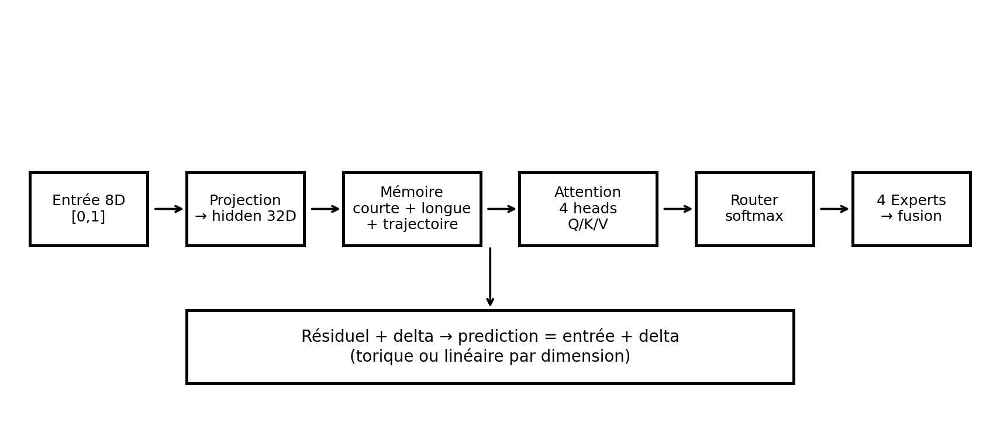 Entrée 8D
[0,1]
Projection
→ hidden 32D
Mémoire
courte + longue
+ trajectoire
Attention
4 heads
Q/K/V
Router
softmax
4 Experts
→ fusion
Résiduel + delta → prediction = entrée + delta
(torique ou linéaire par dimension)